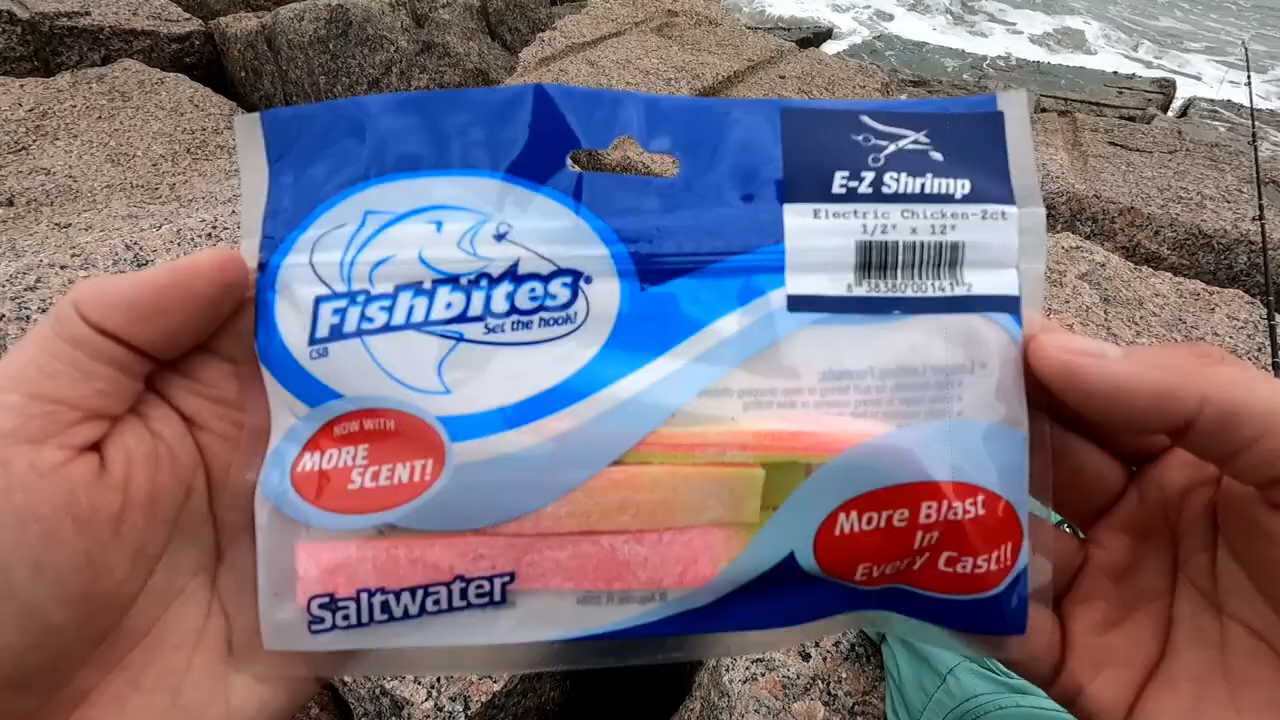 E-Z Shrimp
Electric Chicken-2ct
1/2" x 12"
8 38380 00141 2
Fishbites®
Set the hook!
CSB
NOW WITH
MORE
SCENT!
More Blast
In
Every Cast!!
Saltwater